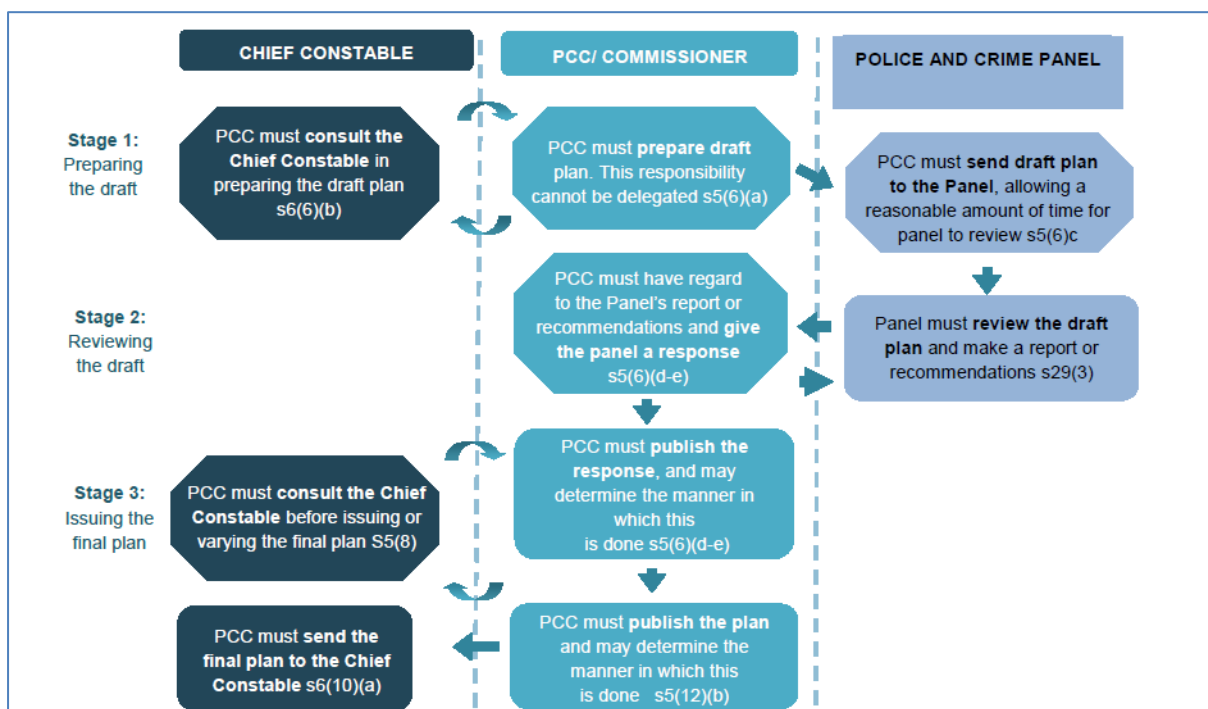 CHIEF CONSTABLE
PCC/ COMMISSIONER
POLICE AND CRIME PANEL
Stage 1:
Preparing
the draft
PCC must consult the
Chief Constable in
preparing the draft plan
s6(6)(b)
PCC must prepare draft
plan. This responsibility
cannot be delegated s5(6)(a)
PCC must send draft plan
to the Panel, allowing a
reasonable amount of time for
panel to review s5(6)c
Stage 2:
Reviewing
the draft
PCC must have regard
to the Panel’s report or
recommendations and give
the panel a response
s5(6)(d-e)
Panel must review the draft
plan and make a report or
recommendations s29(3)
Stage 3:
Issuing the
final plan
PCC must consult the Chief
Constable before issuing or
varying the final plan S5(8)
PCC must publish the
response, and may
determine the manner in
which this
is done s5(6)(d-e)
PCC must send the
final plan to the Chief
Constable s6(10)(a)
PCC must publish the plan
and may determine the
manner in which this
is done s5(12)(b)